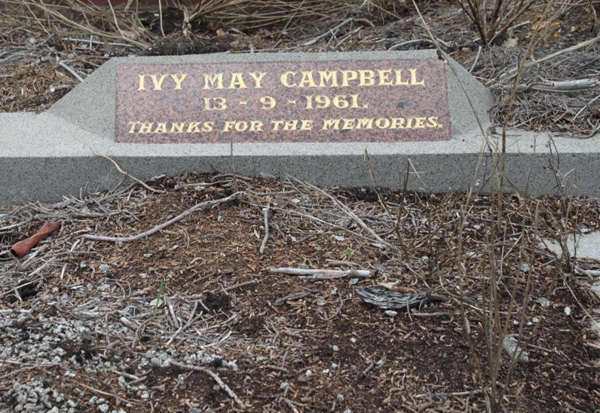 IVY MAY CAMPBELL
13 - 9 - 1961.
THANKS FOR THE MEMORIES.